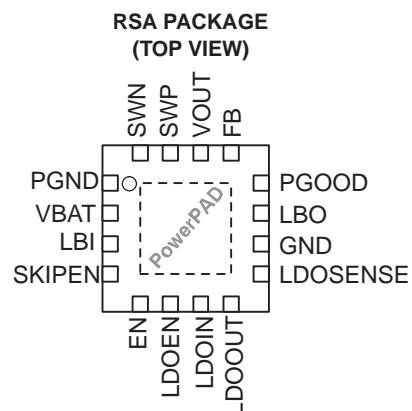 RSA PACKAGE
(TOP VIEW)
SWN
SWP
VOUT
FB
PGND
VBAT
LBI
SKIPEN
PowerPAD
PGOOD
LBO
GND
LDOSENSE
EN
LDOEN
LDOIN
LDOOUT